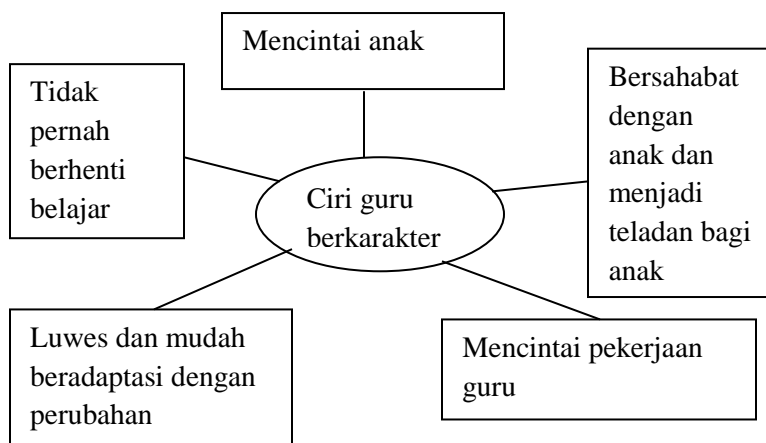 Mencintai anak
Tidak
pernah
berhenti
belajar
Bersahabat
dengan
anak dan
menjadi
teladan bagi
anak
Ciri guru
berkarakter
Luwes dan mudah
beradaptasi dengan
perubahan
Mencintai pekerjaan
guru